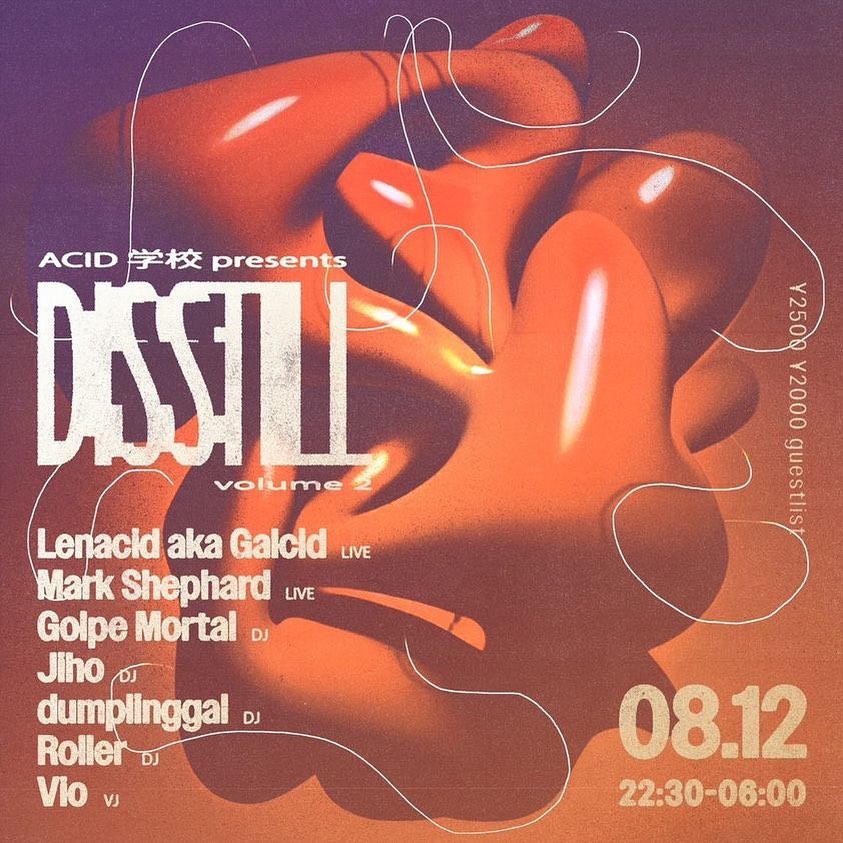 ACID 学校 presents
DISSTILL
volume 2
Lenacid aka Galcid LIVE
Mark Shephard LIVE
Golpe Mortal DJ
Jiho DJ
dumplinggal DJ
Roller DJ
Vio VJ
¥2500 ¥2000 guestlist
08.12
22:30-06:00